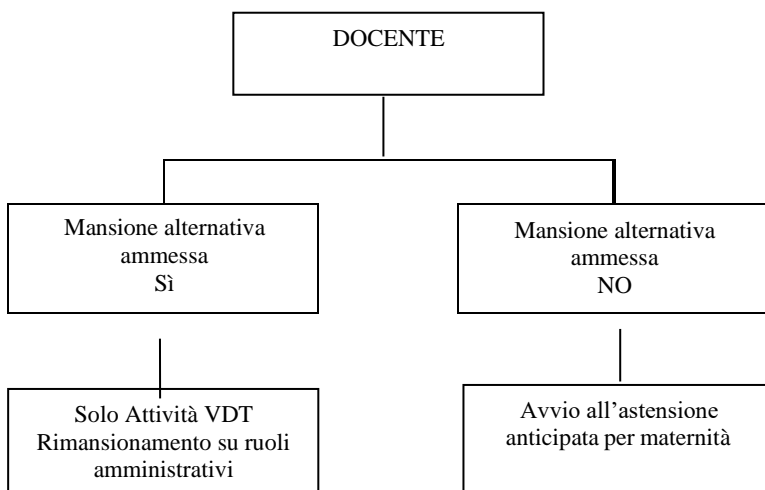 DOCENTE
Mansione alternativa
ammessa
Sì
Mansione alternativa
ammessa
NO
Solo Attività VDT
Rimansionamento su ruoli
amministrativi
Avvio all’astensione
anticipata per maternità